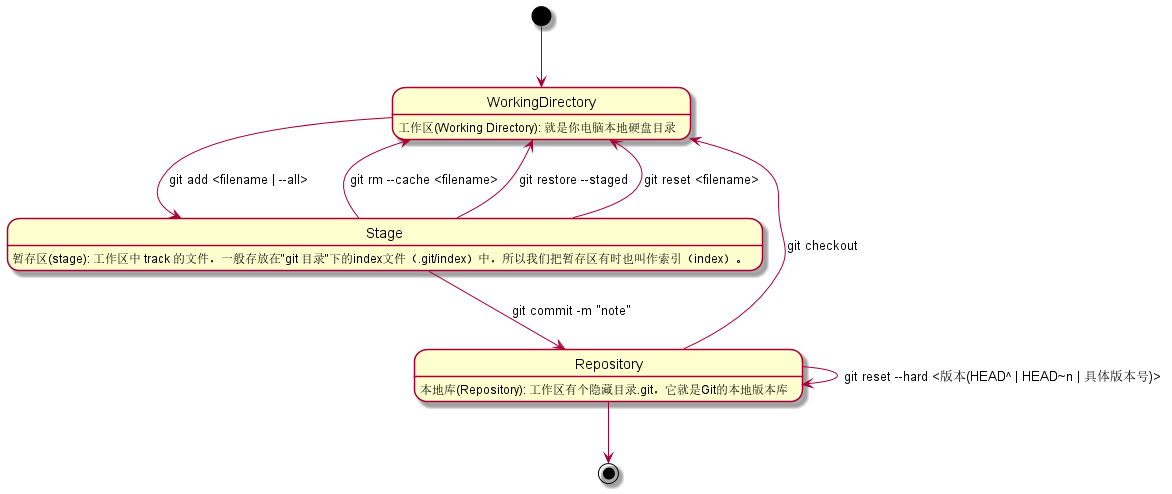 WorkingDirectory
工作区(Working Directory): 就是你电脑本地硬盘目录
git add <filename | --all>
git rm --cache <filename>
git restore --staged
git reset <filename>
Stage
暂存区(stage): 工作区中 track 的文件，一般存放在"git 目录"下的index文件（.git/index）中，所以我们把暂存区有时也叫作索引（index）。
git checkout
git commit -m "note"
Repository
本地库(Repository): 工作区有个隐藏目录.git，它就是Git的本地版本库
git reset --hard <版本(HEAD^ | HEAD~n | 具体版本号)>